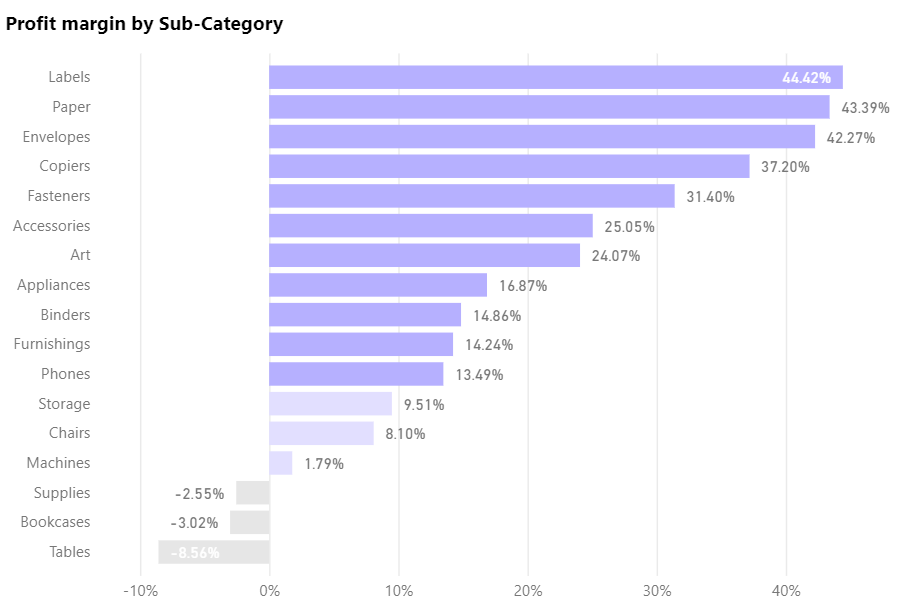 Profit margin by Sub-Category
Labels 44.42%
Paper 43.39%
Envelopes 42.27%
Copiers 37.20%
Fasteners 31.40%
Accessories 25.05%
Art 24.07%
Appliances 16.87%
Binders 14.86%
Furnishings 14.24%
Phones 13.49%
Storage 9.51%
Chairs 8.10%
Machines 1.79%
Supplies -2.55%
Bookcases -3.02%
Tables -8.56%
-10% 0% 10% 20% 30% 40%